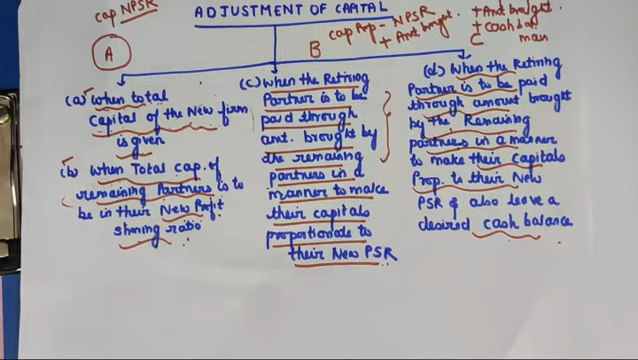 cap NPSR
ADJUSTMENT OF CAPITAL
A
B
cap Prop - NPSR
+ Amt brought.
+ Amt brought
+ Cash bal.
C
(a) When total
Capital of the New firm
is given
(b) When Total cap. of
remaining Partners is to
be in their New Profit
sharing ratio
(c) When the Retiring
Partner is to be
paid through
amt. brought by
the remaining
partners in a
manner to make
their capitals
proportionate to
their New PSR
(d) When the Retiring
Partner is to be paid
through amount brought
by the Remaining
partners in a manner
to make their Capitals
Prop. to their New
PSR & also leave a
desired cash balance